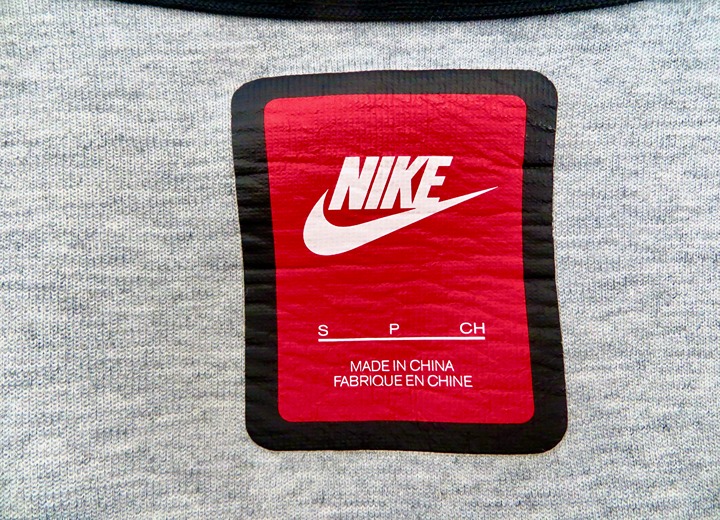 NIKE
S P CH
MADE IN CHINA
FABRIQUE EN CHINE